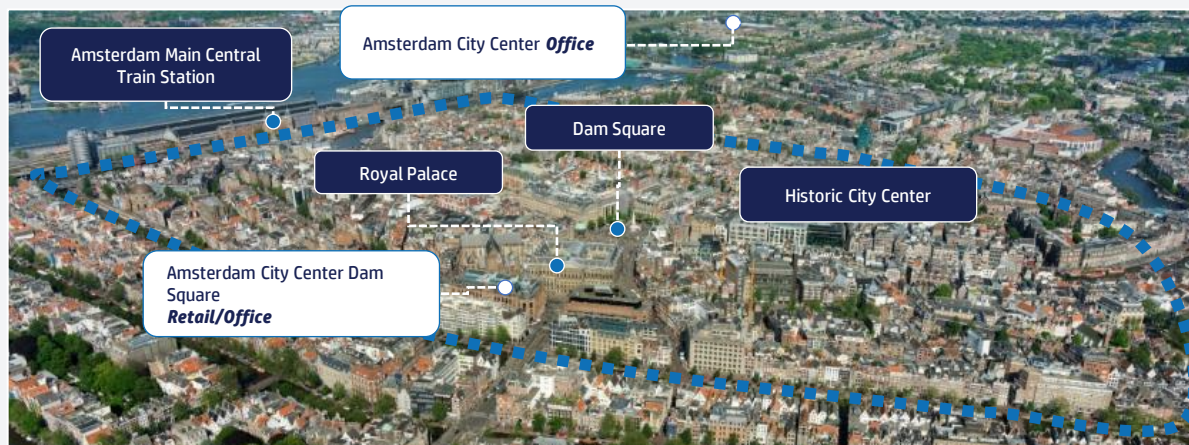 Amsterdam Main Central
Train Station
Amsterdam City Center Office
Dam Square
Royal Palace
Historic City Center
Amsterdam City Center Dam
Square
Retail/Office